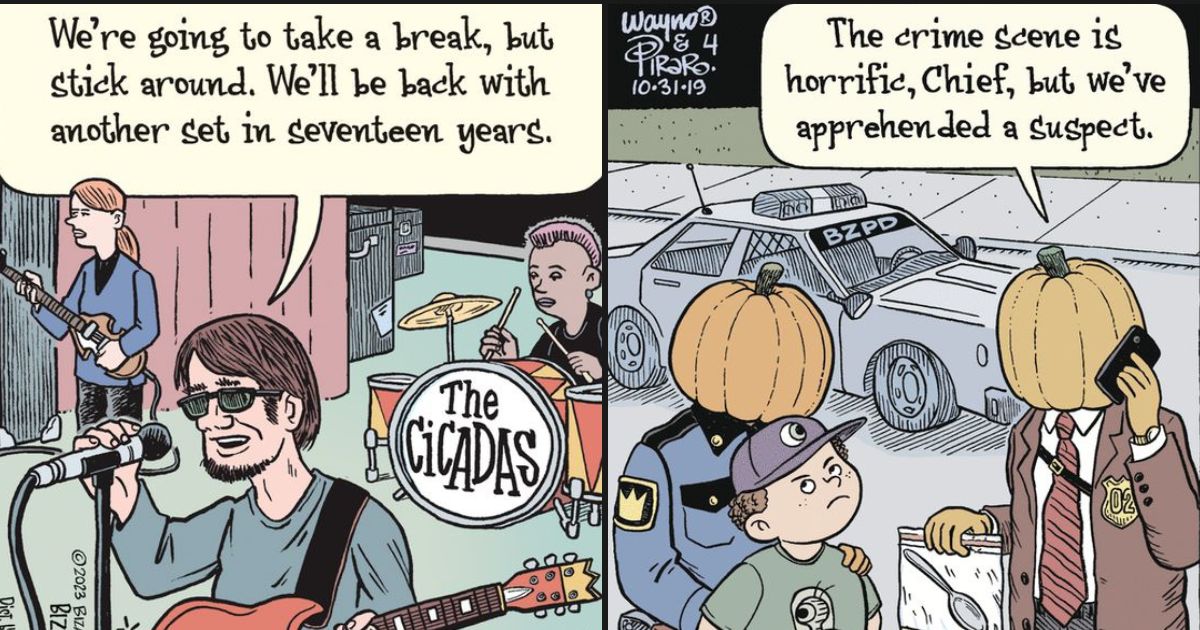 We're going to take a break, but
stick around. We'll be back with
another set in seventeen years.
The
CICADAS
©2023 BIZ
Dist. b
Wayno®
& 4
PIRARO.
10·31·19
The crime scene is
horrific, Chief, but we've
apprehended a suspect.
BZPD
02